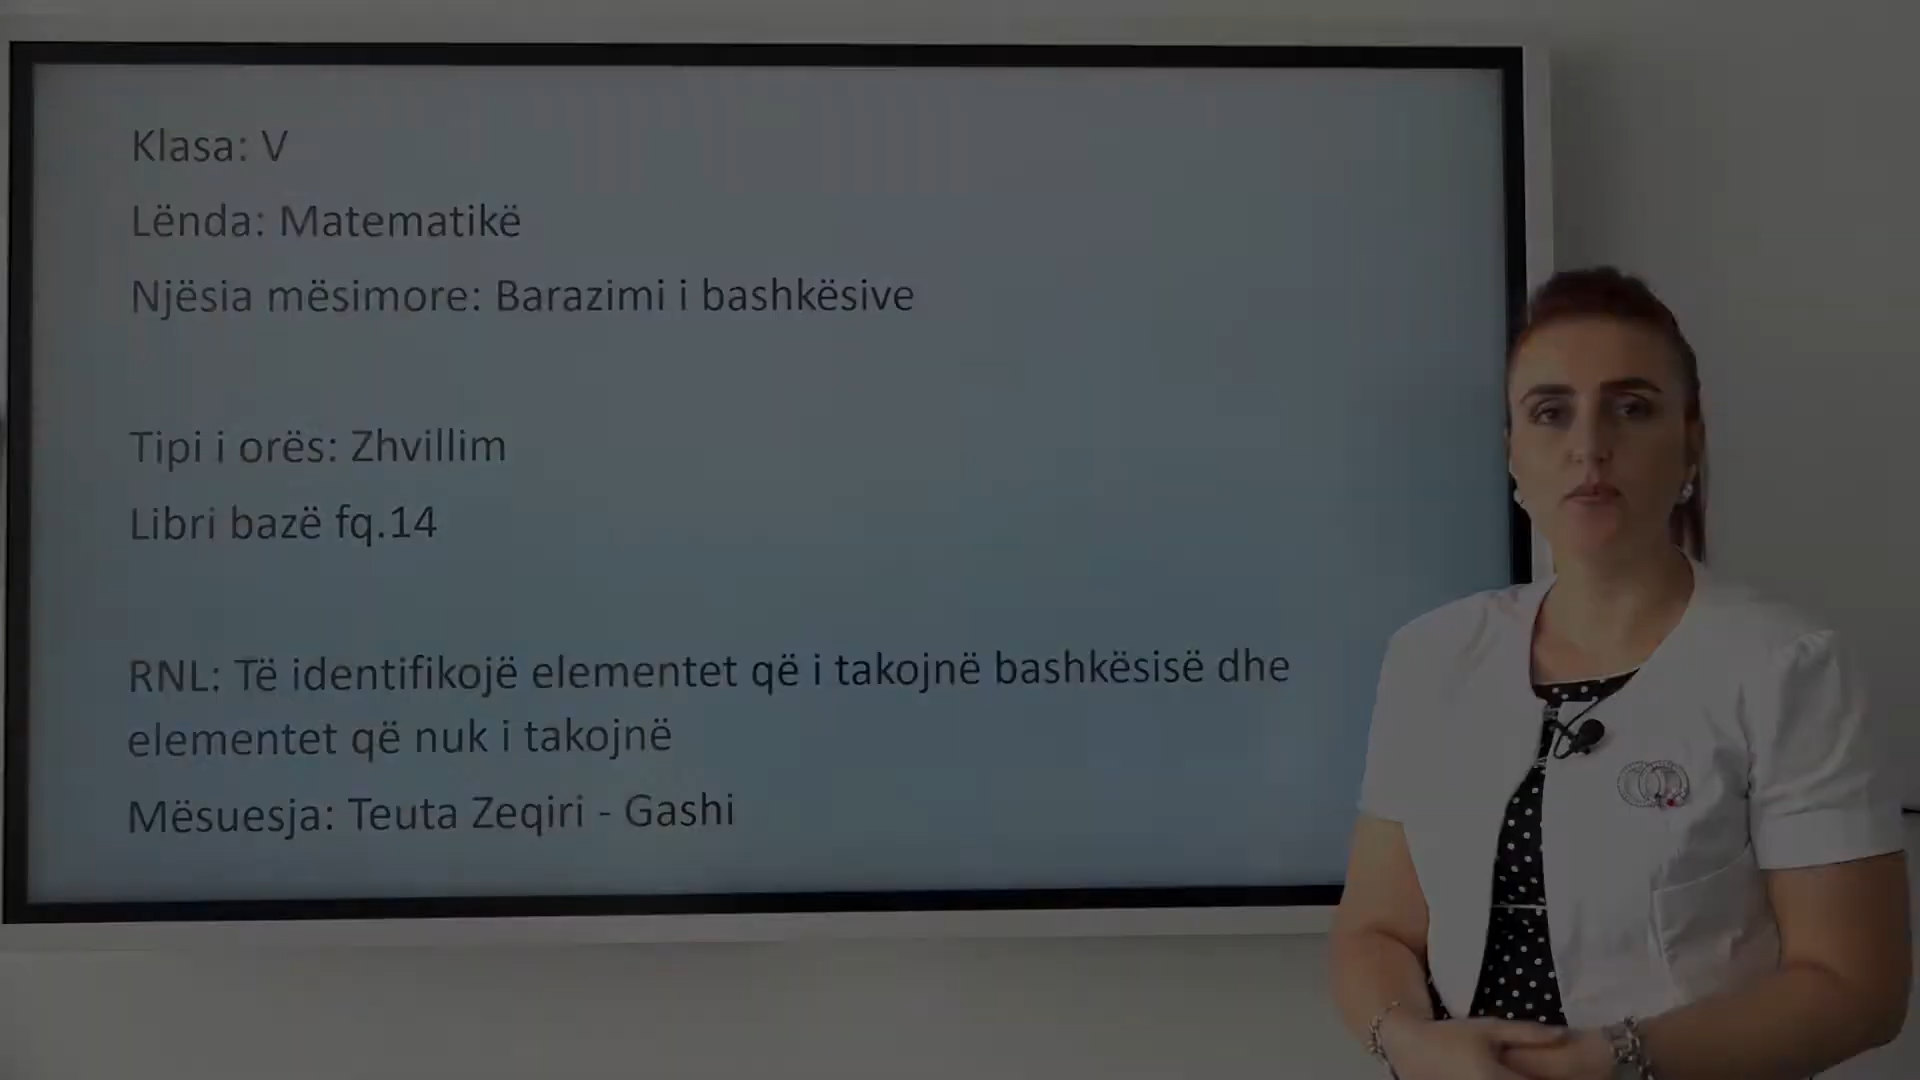 Klasa: V
Lënda: Matematikë
Njësia mësimore: Barazimi i bashkësive
Tipi i orës: Zhvillim
Libri bazë fq.14
RNL: Të identifikojë elementet që i takojnë bashkësisë dhe
elementet që nuk i takojnë
Mësuesja: Teuta Zeqiri - Gashi